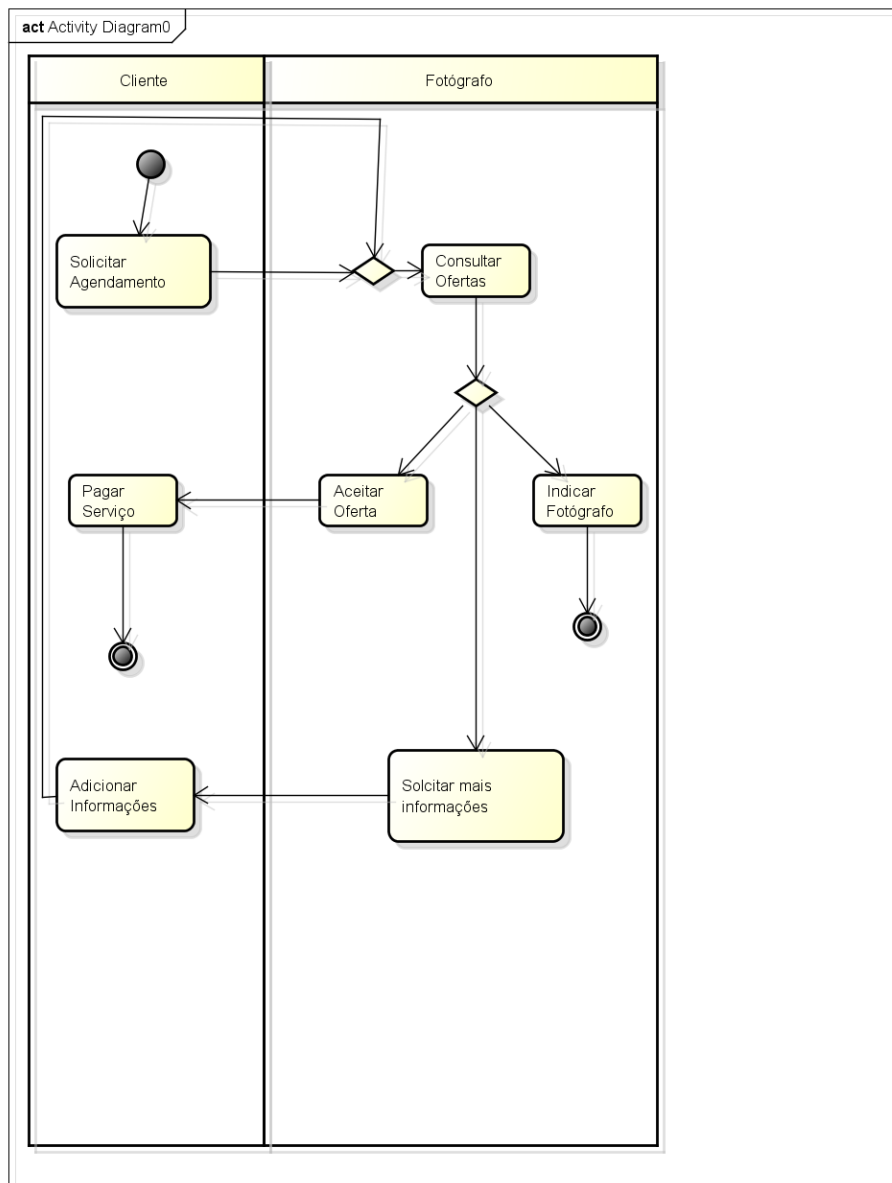 act Activity Diagram0
Cliente
Fotógrafo
Solicitar
Agendamento
Consultar
Ofertas
Pagar
Serviço
Aceitar
Oferta
Indicar
Fotógrafo
Adicionar
Informações
Solcitar mais
informações